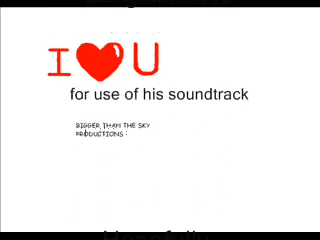 I ❤ U
for use of his soundtrack
BIGGER THAN THE SKY
PRODUCTIONS :